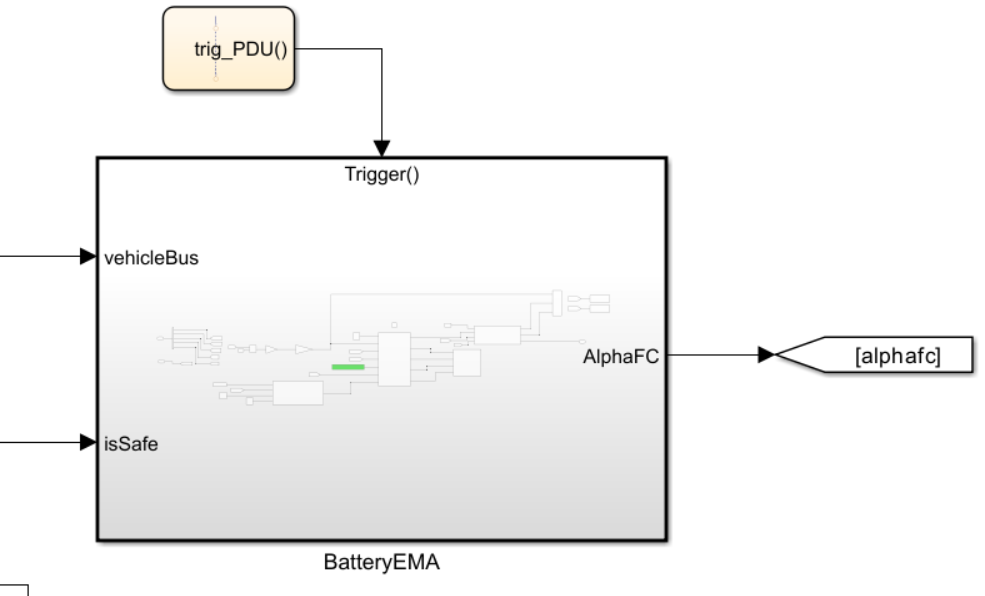 trig_PDU()
Trigger()
vehicleBus
AlphaFC
[alphafc]
isSafe
BatteryEMA